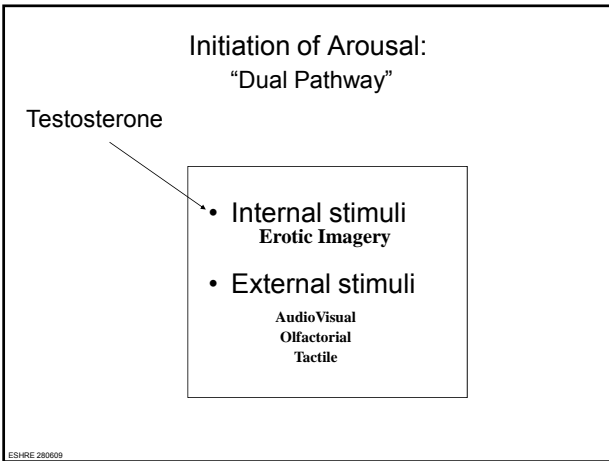 Initiation of Arousal:
“Dual Pathway”
Testosterone
• Internal stimuli
Erotic Imagery
• External stimuli
AudioVisual
Olfactorial
Tactile
ESHRE 280609